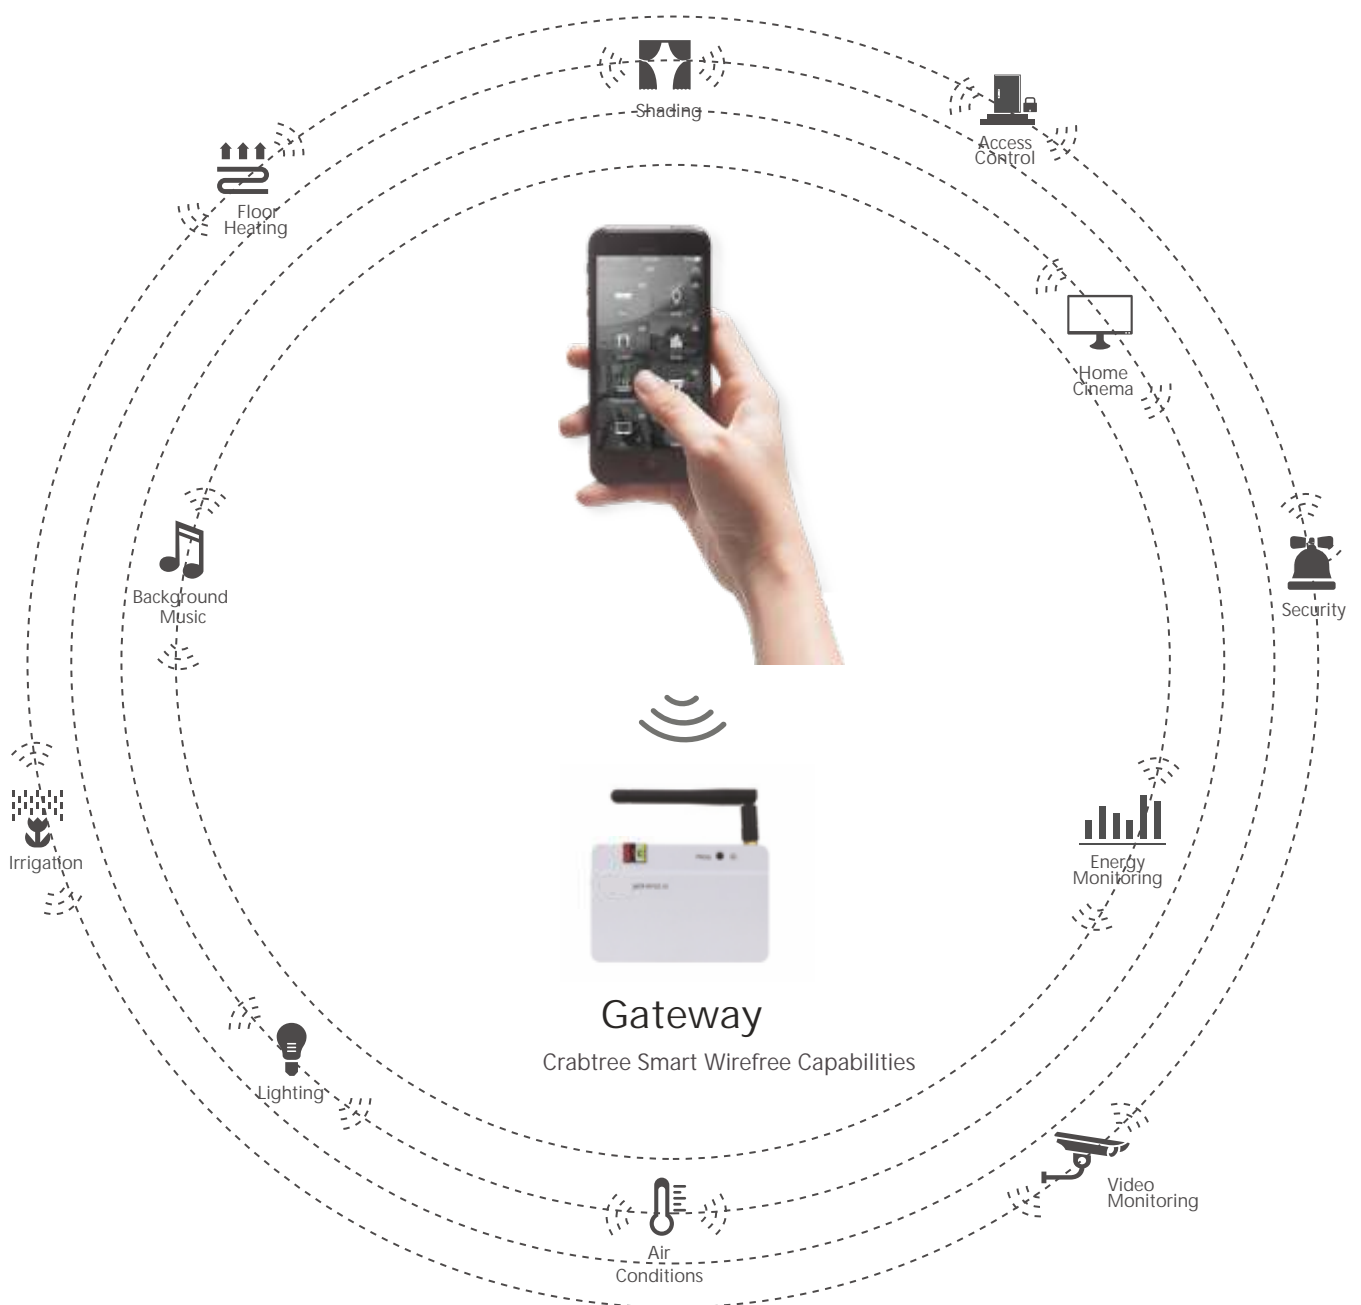 Shading
Access
Control
Floor
Heating
Home
Cinema
Background
Music
Security
Irrigation
Energy
Monitoring
Gateway
Crabtree Smart Wirefree Capabilities
Lighting
Video
Monitoring
Air
Conditions